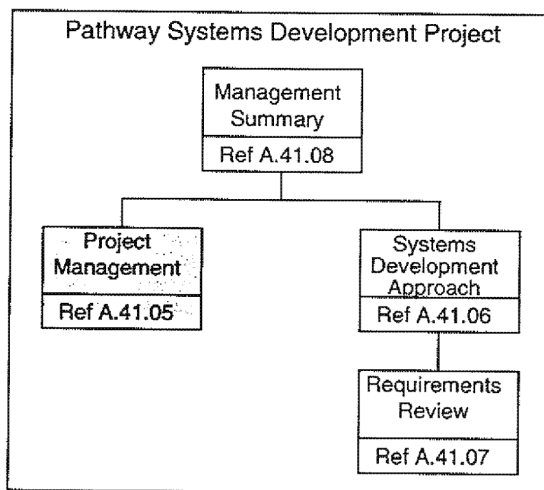 Pathway Systems Development Project
Management
Summary
Ref A.41.08
Project
Management
Ref A.41.05
Systems
Development
Approach
Ref A.41.06
Requirements
Review
Ref A.41.07